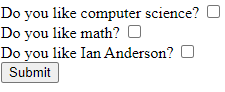 Do you like computer science?
Do you like math?
Do you like Ian Anderson?
Submit